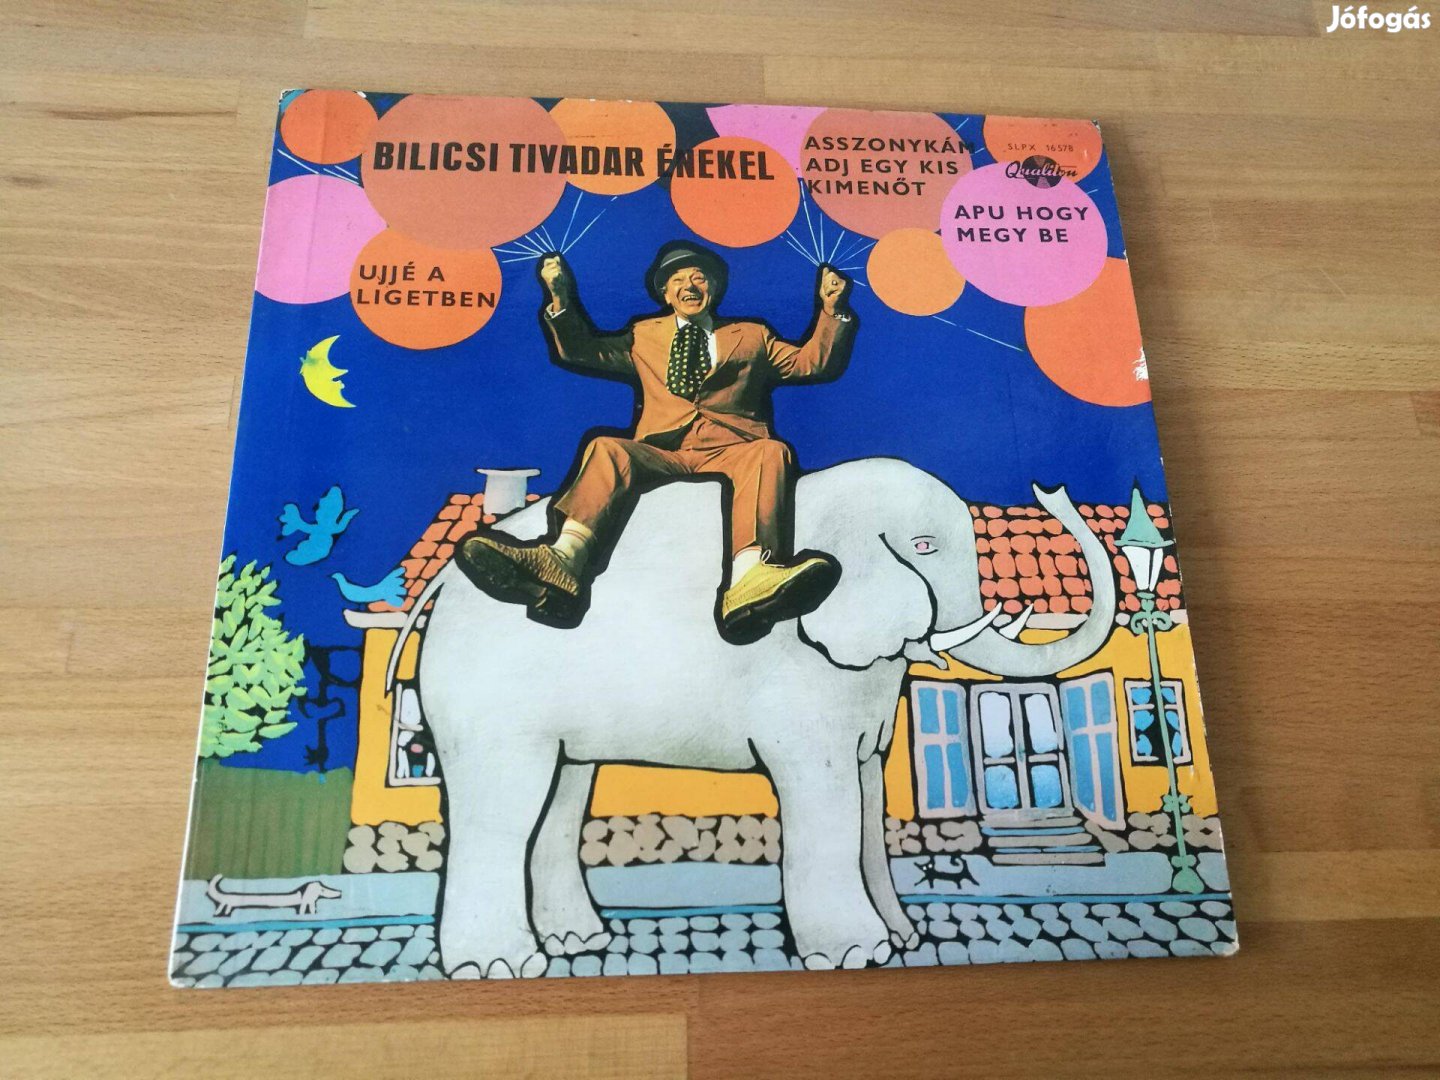 Jófogás
BILICSI TIVADAR ÉNEKEL
ASSZONYKÁM
ADJ EGY KIS
KIMENŐT
SLPX 16578
Qualiton
APU HOGY
MEGY BE
UJJÉ A
LIGETBEN